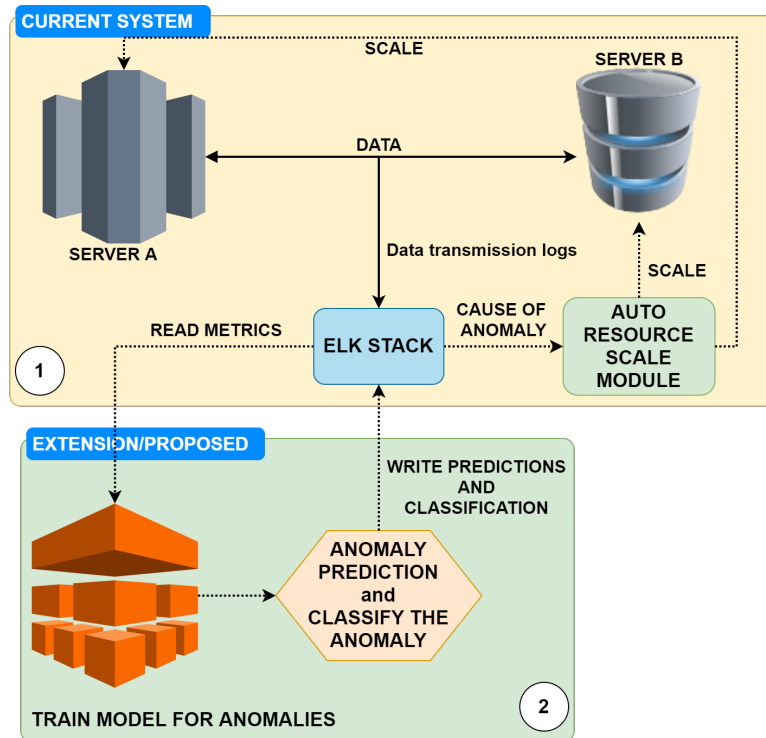 CURRENT SYSTEM
SCALE
SERVER B
DATA
SERVER A
Data transmission logs
SCALE
READ METRICS
CAUSE OF
ANOMALY
ELK STACK
AUTO
RESOURCE
SCALE
MODULE
1
EXTENSION/PROPOSED
WRITE PREDICTIONS
AND
CLASSIFICATION
ANOMALY
PREDICTION
and
CLASSIFY THE
ANOMALY
TRAIN MODEL FOR ANOMALIES
2